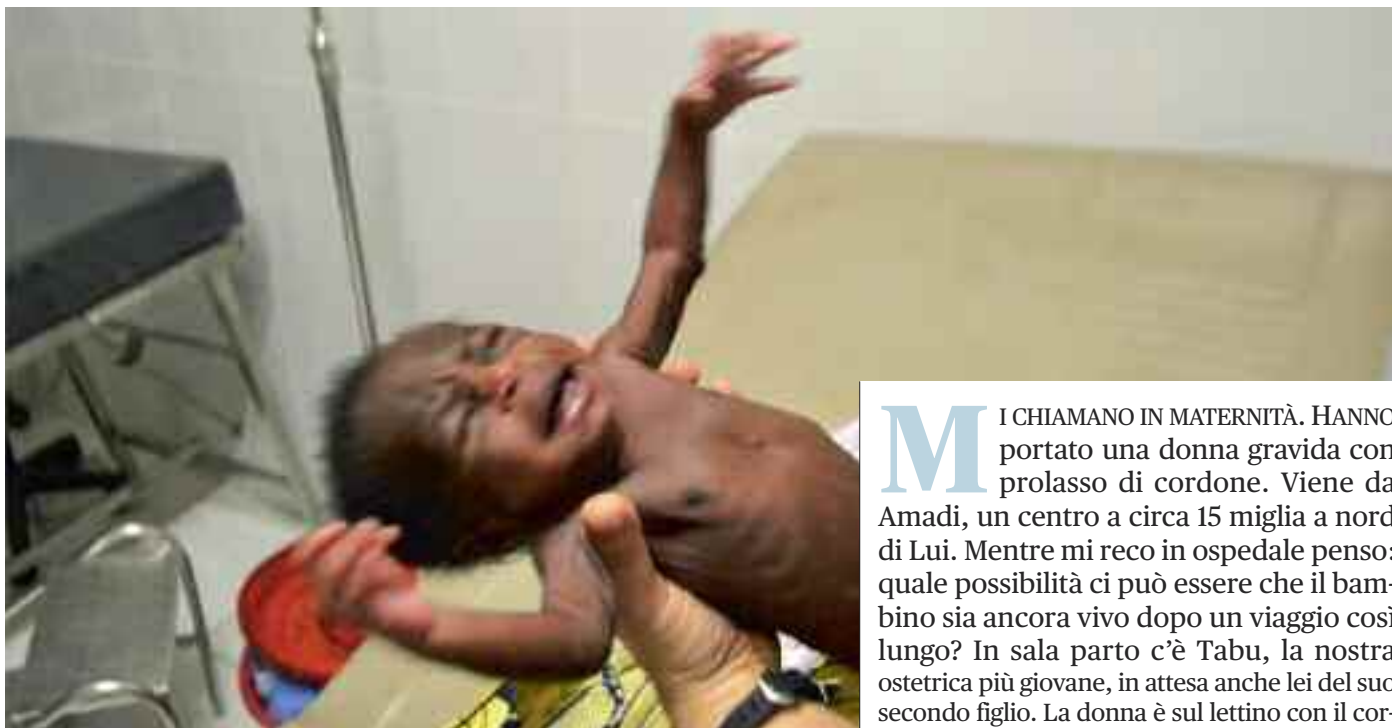 MI CHIAMANO IN MATERNITÀ. HANNO
portato una donna gravida con
prolasso di cordone. Viene da
Amadi, un centro a circa 15 miglia a nord
di Lui. Mentre mi reco in ospedale penso:
quale possibilità ci può essere che il bam-
bino sia ancora vivo dopo un viaggio così
lungo? In sala parto c’è Tabu, la nostra
ostetrica più giovane, in attesa anche lei del suo
secondo figlio. La donna è sul lettino con il cor-